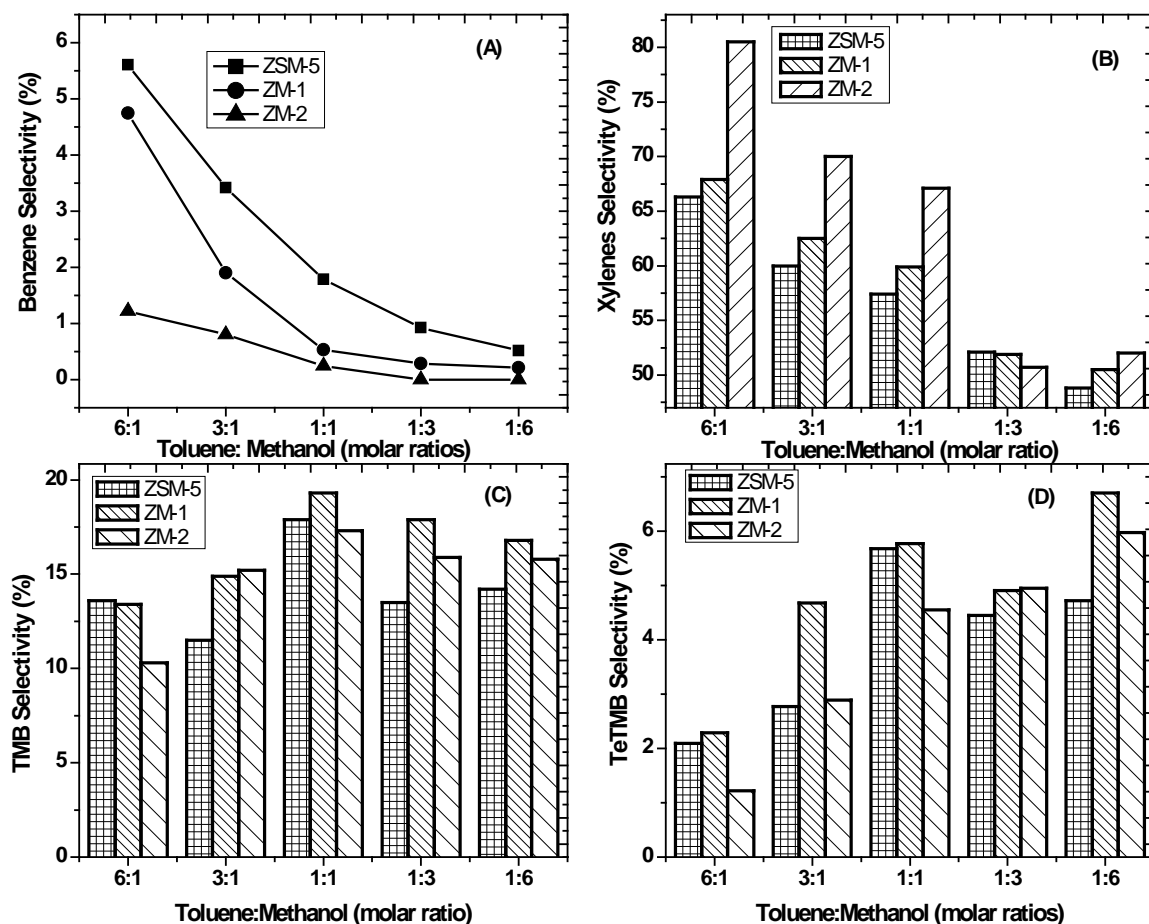 (A)
ZSM-5
ZM-1
ZM-2
Benzene Selectivity (%)
6
5
4
3
2
1
0
6:1 3:1 1:1 1:3 1:6
Toluene: Methanol (molar ratios)
(B)
ZSM-5
ZM-1
ZM-2
Xylenes Selectivity (%)
80
75
70
65
60
55
50
6:1 3:1 1:1 1:3 1:6
Toluene:Methanol (molar ratio)
(C)
ZSM-5
ZM-1
ZM-2
TMB Selectivity (%)
20
15
10
5
0
6:1 3:1 1:1 1:3 1:6
Toluene:Methanol (molar ratio)
(D)
ZSM-5
ZM-1
ZM-2
TeTMB Selectivity (%)
6
4
2
0
6:1 3:1 1:1 1:3 1:6
Toluene:Methanol (molar ratio)